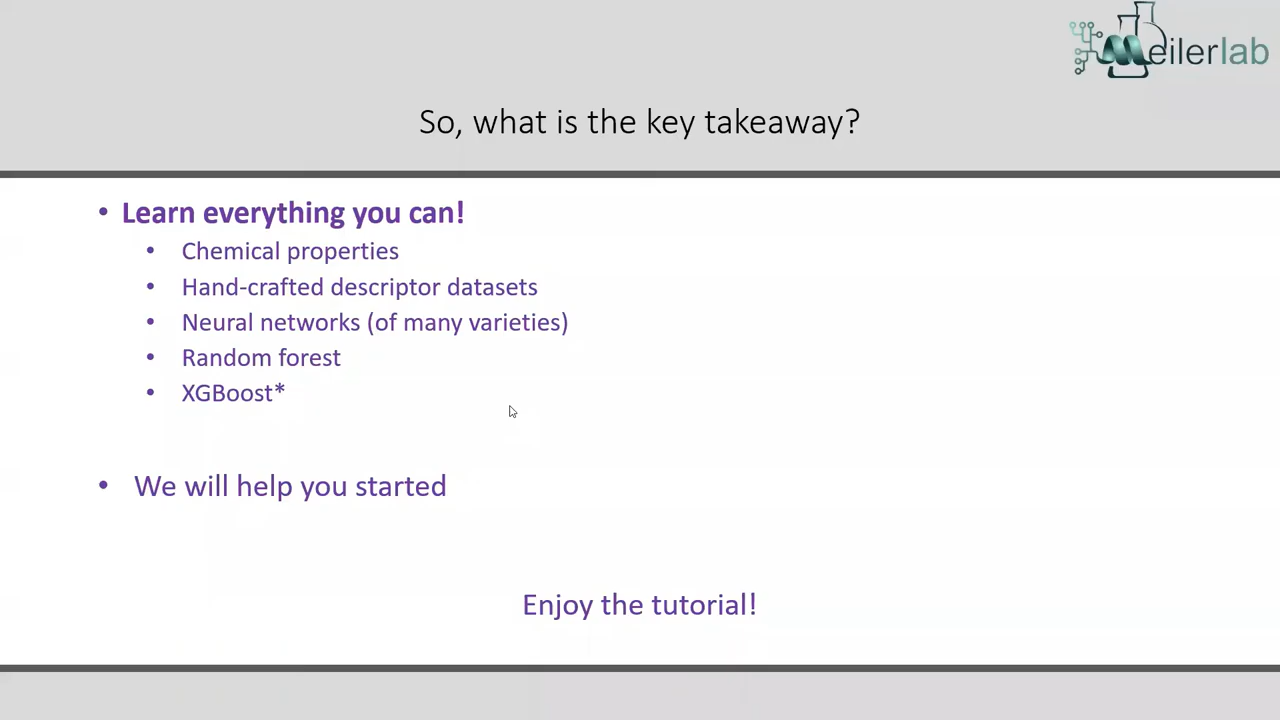 Meilerlab
So, what is the key takeaway?
• Learn everything you can!
• Chemical properties
• Hand-crafted descriptor datasets
• Neural networks (of many varieties)
• Random forest
• XGBoost*
• We will help you started
Enjoy the tutorial!